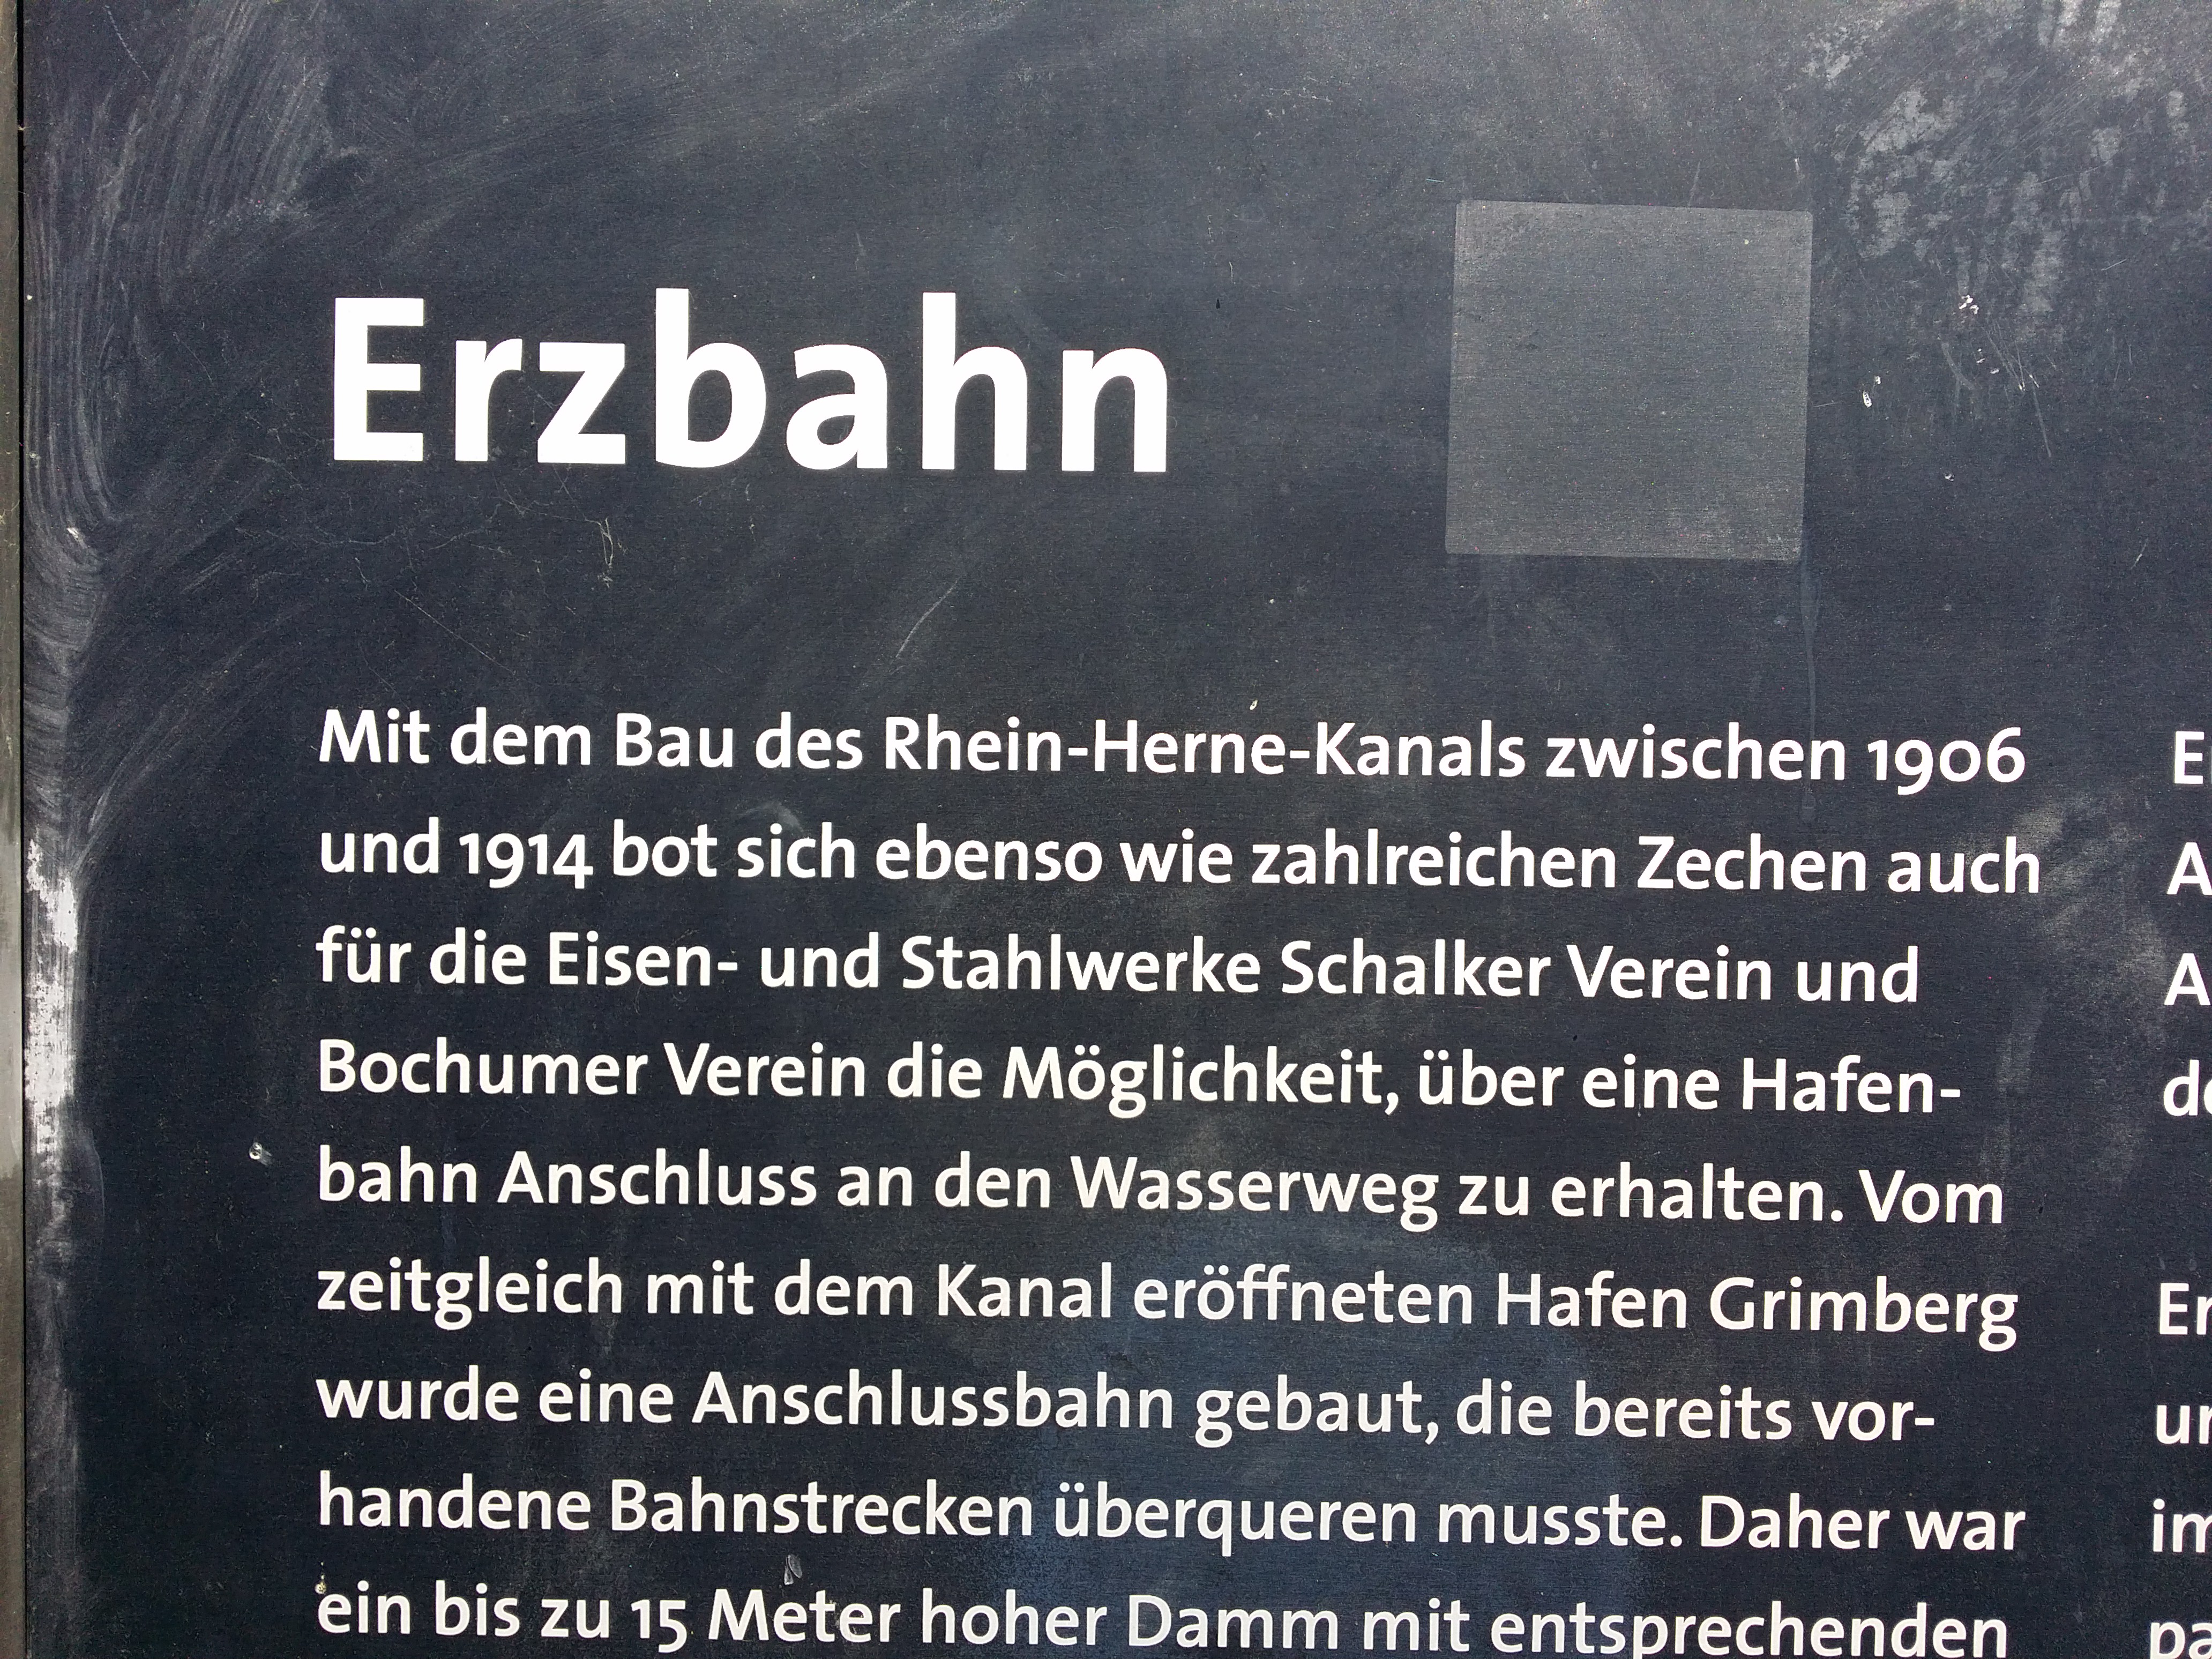 Erzbahn
Mit dem Bau des Rhein-Herne-Kanals zwischen 1906
und 1914 bot sich ebenso wie zahlreichen Zechen auch
für die Eisen- und Stahlwerke Schalker Verein und
Bochumer Verein die Möglichkeit, über eine Hafen-
bahn Anschluss an den Wasserweg zu erhalten. Vom
zeitgleich mit dem Kanal eröffneten Hafen Grimberg
wurde eine Anschlussbahn gebaut, die bereits vor-
handene Bahnstrecken überqueren musste. Daher war
ein bis zu 15 Meter hoher Damm mit entsprechenden